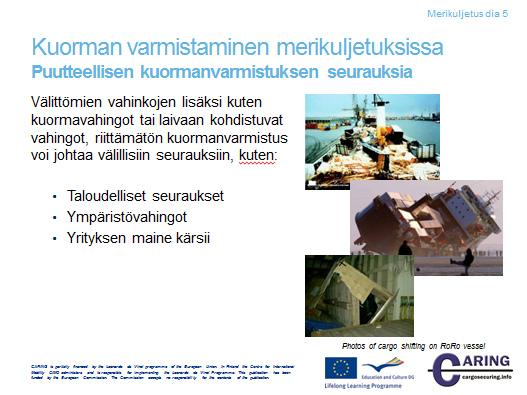 Merikuljetus dia 5
Kuorman varmistaminen merikuljetuksissa
Puutteellisen kuormanvarmistuksen seurauksia
Välittömien vahinkojen lisäksi kuten
kuormavahingot tai laivaan kohdistuvat
vahingot, riittämätön kuormanvarmistus
voi johtaa välillisiin seurauksiin, kuten:
• Taloudelliset seuraukset
• Ympäristövahingot
• Yrityksen maine kärsii
Photos of cargo shifting on RoRo vessel
CARING is partially financed by the Leonardo da Vinci programme of the European Union. In Finland the Centre for International
Mobility CIMO administers and is responsible for implementing the Leonardo da Vinci Programme. This publication has been
funded by the European Commission. The Commission accepts no responsibility for the contents of the publication.
Education and Culture DG
Lifelong Learning Programme
CARING
cargosecuring.info